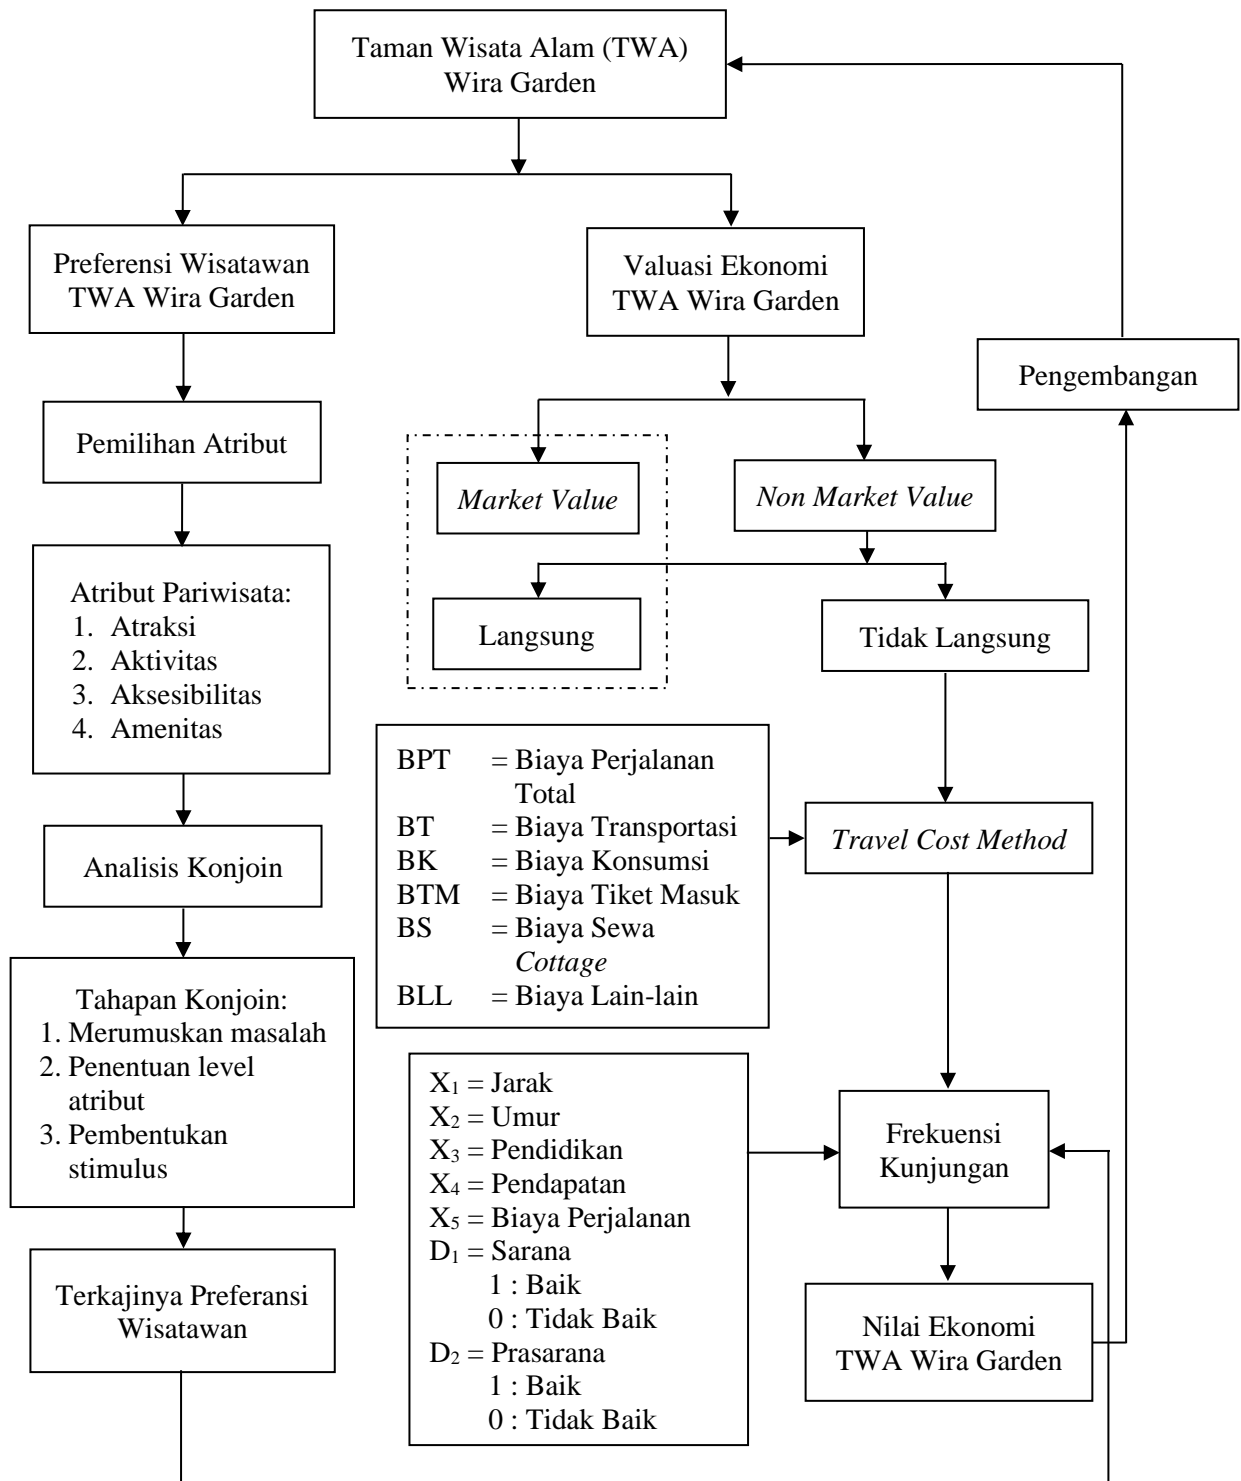 Taman Wisata Alam (TWA)
Wira Garden
Preferensi Wisatawan
TWA Wira Garden
Valuasi Ekonomi
TWA Wira Garden
Pengembangan
Pemilihan Atribut
Market Value
Non Market Value
Atribut Pariwisata:
1. Atraksi
2. Aktivitas
3. Aksesibilitas
4. Amenitas
Langsung
Tidak Langsung
BPT = Biaya Perjalanan
Total
BT = Biaya Transportasi
BK = Biaya Konsumsi
BTM = Biaya Tiket Masuk
BS = Biaya Sewa
Cottage
BLL = Biaya Lain-lain
Travel Cost Method
Analisis Konjoin
Tahapan Konjoin:
1. Merumuskan masalah
2. Penentuan level
atribut
3. Pembentukan
stimulus
X₁ = Jarak
X₂ = Umur
X₃ = Pendidikan
X₄ = Pendapatan
X₅ = Biaya Perjalanan
D₁ = Sarana
1 : Baik
0 : Tidak Baik
D₂ = Prasarana
1 : Baik
0 : Tidak Baik
Frekuensi
Kunjungan
Terkajinya Preferansi
Wisatawan
Nilai Ekonomi
TWA Wira Garden